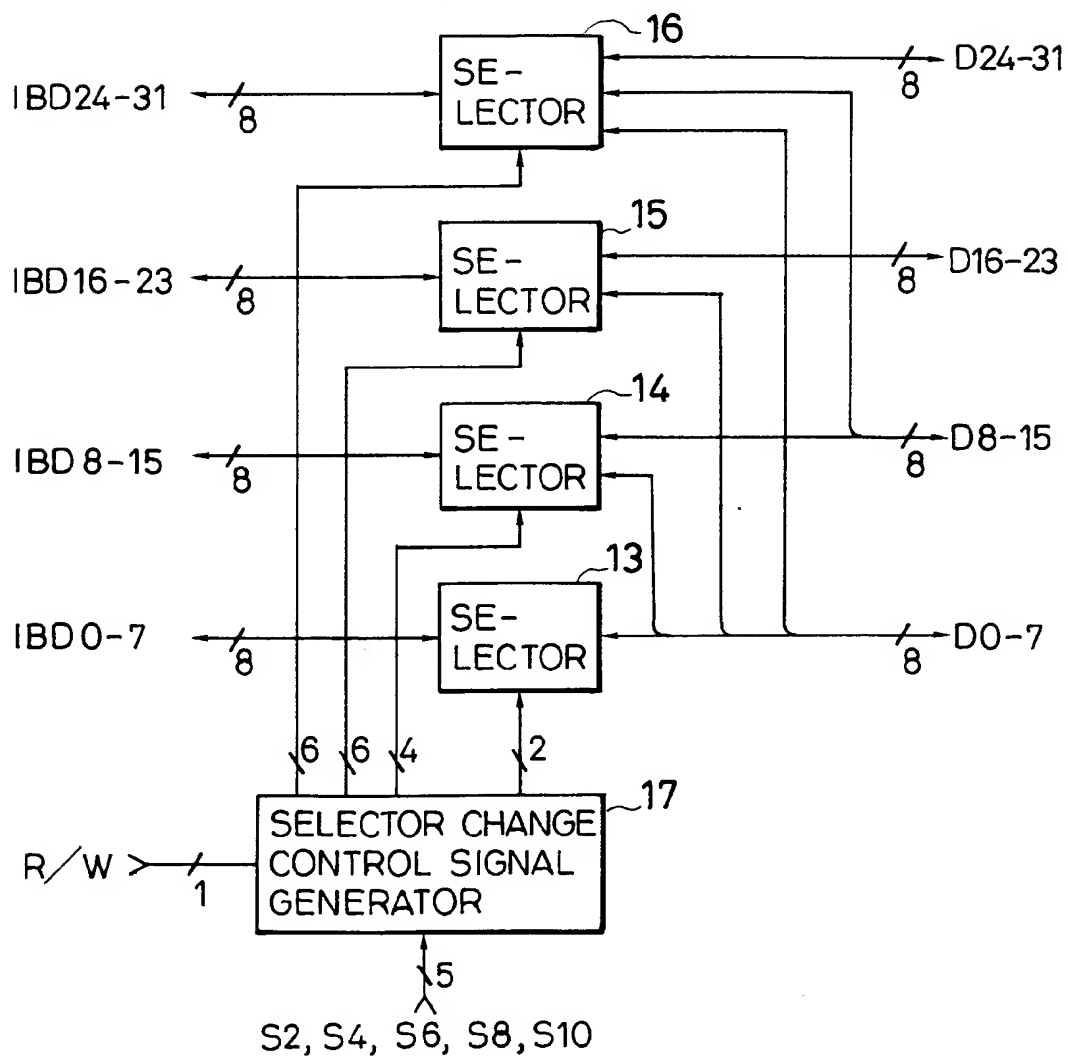 16
SE-
LECTOR
D24-31
8
IBD24-31
8
15
SE-
LECTOR
D16-23
8
IBD16-23
8
14
SE-
LECTOR
D8-15
8
IBD8-15
8
13
SE-
LECTOR
D0-7
8
IBD0-7
8
6 6 4 2
17
SELECTOR CHANGE
CONTROL SIGNAL
GENERATOR
R/W
1
5
S2, S4, S6, S8, S10